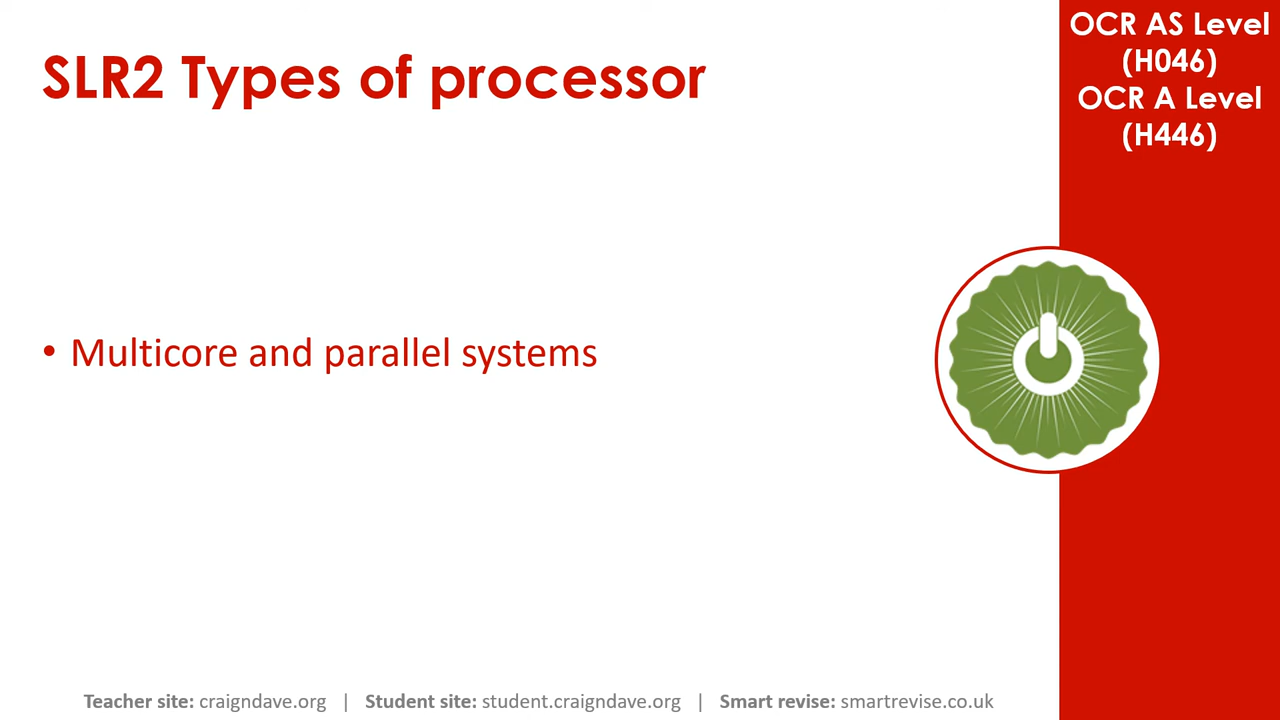 SLR2 Types of processor
OCR AS Level
(H046)
OCR A Level
(H446)
• Multicore and parallel systems
Teacher site: craigndave.org | Student site: student.craigndave.org | Smart revise: smartrevise.co.uk